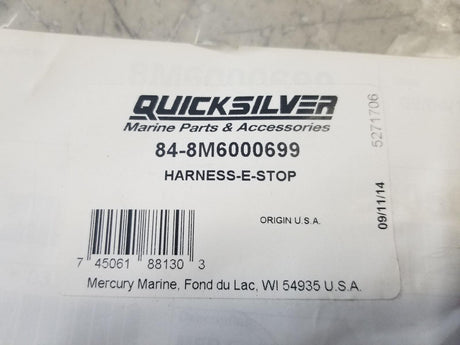 8M6000699
QUICKSILVER
Marine Parts & Accessories
84-8M6000699
HARNESS-E-STOP
ORIGIN U.S.A.
09/11/14
5271706
7 45061 88130 3
Mercury Marine, Fond du Lac, WI 54935 U.S.A.